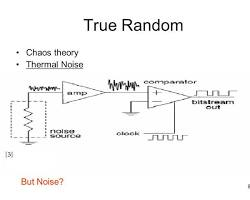 True Random
• Chaos theory
• Thermal Noise
comparator
amp
bitstream
out
noise
source
clock
[3]
But Noise?